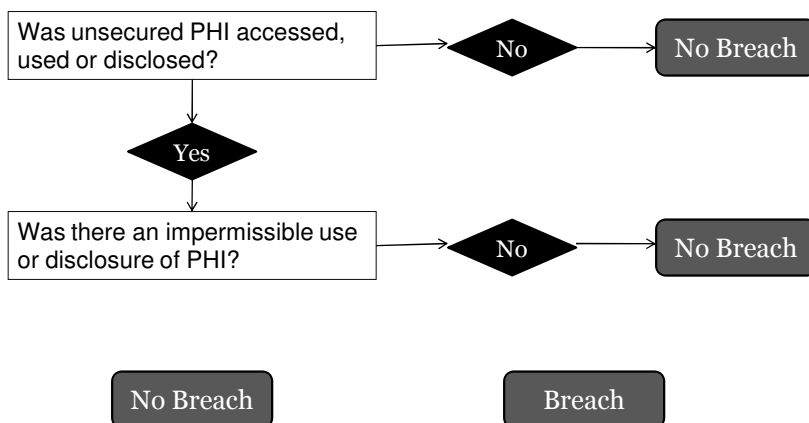 Was unsecured PHI accessed,
used or disclosed?
No
No Breach
Yes
Was there an impermissible use
or disclosure of PHI?
No
No Breach
No Breach
Breach